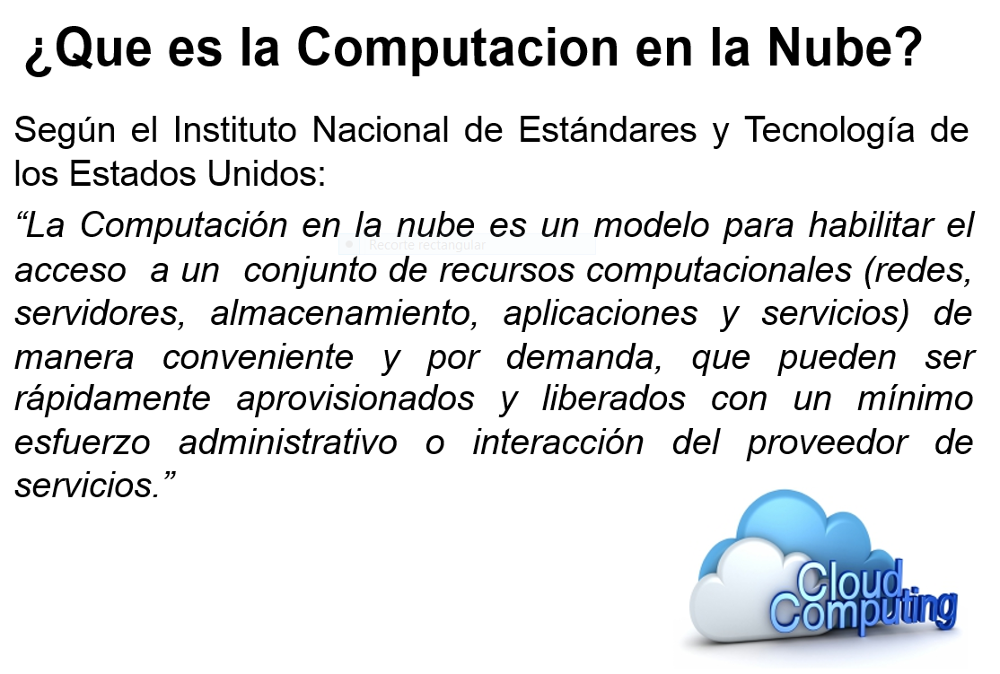 ¿Que es la Computacion en la Nube?
Según el Instituto Nacional de Estándares y Tecnología de
los Estados Unidos:
“La Computación en la nube es un modelo para habilitar el
Recorte rectangular
acceso a un conjunto de recursos computacionales (redes,
servidores, almacenamiento, aplicaciones y servicios) de
manera conveniente y por demanda, que pueden ser
rápidamente aprovisionados y liberados con un mínimo
esfuerzo administrativo o interacción del proveedor de
servicios.”
Cloud
Computing